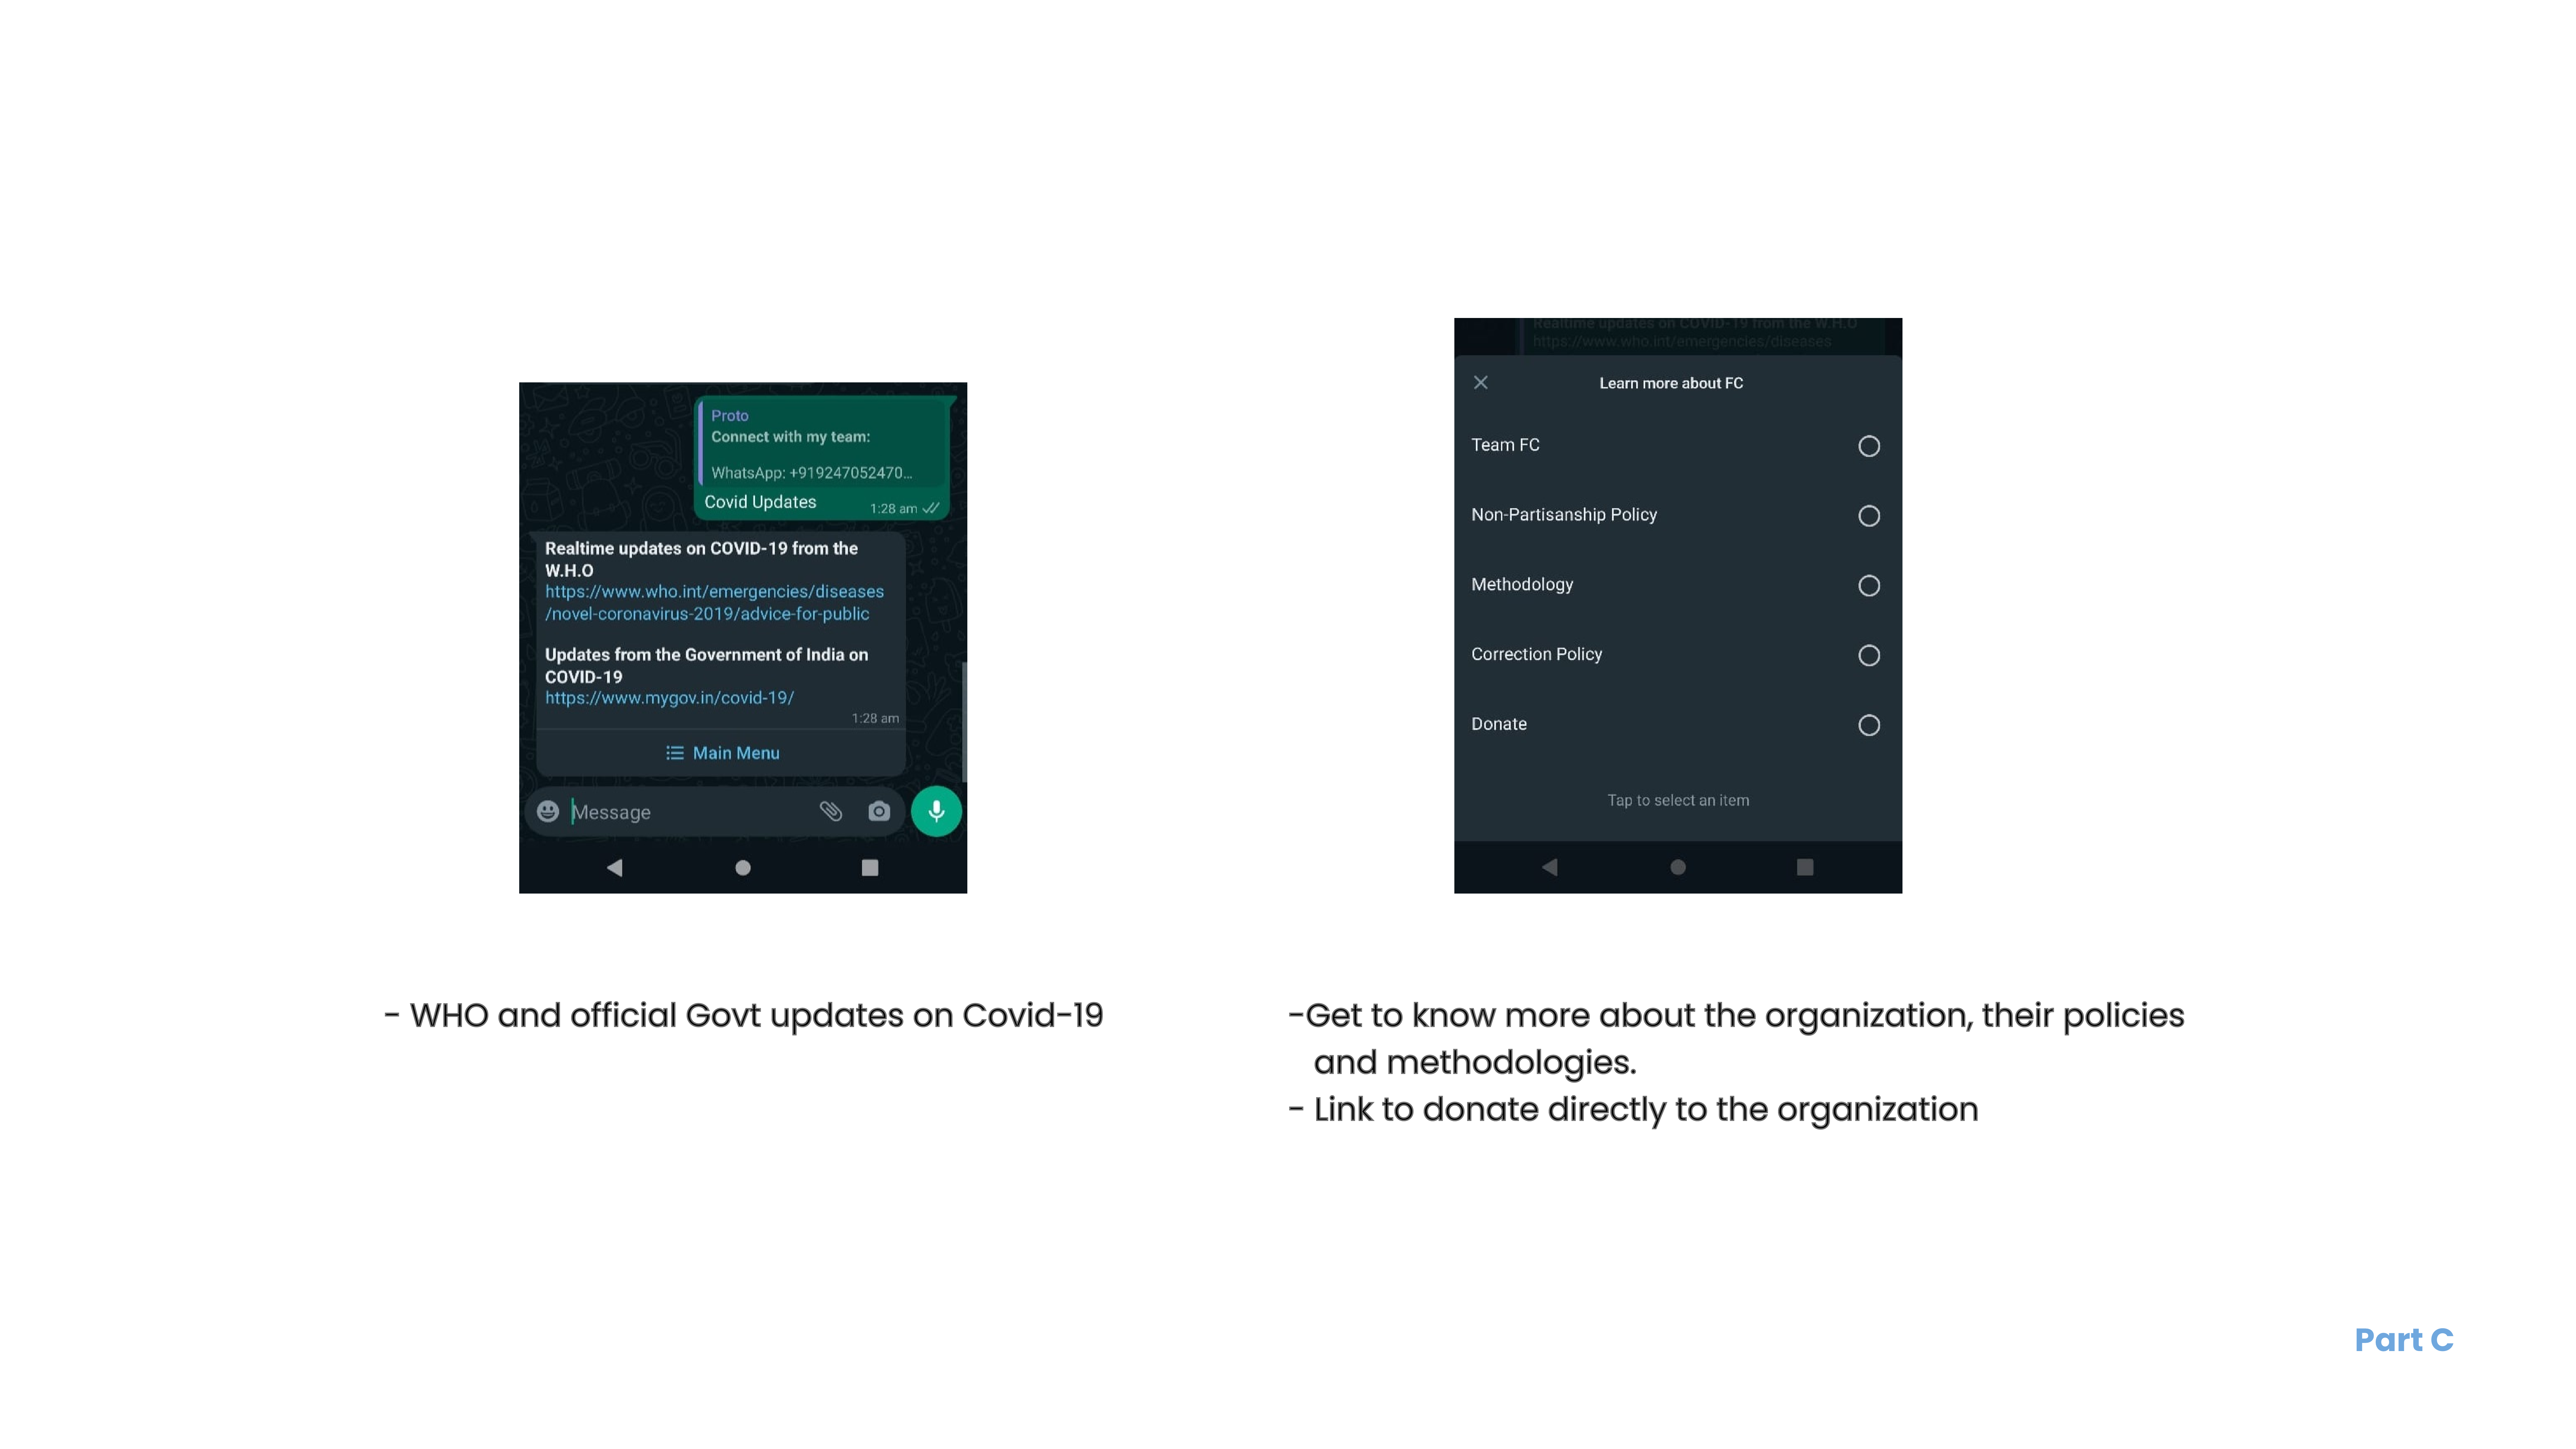 Proto
Connect with my team:
WhatsApp: +919247052470...
Covid Updates
1:28 am
Realtime updates on COVID-19 from the
W.H.O
https://www.who.int/emergencies/diseases
/novel-coronavirus-2019/advice-for-public
Updates from the Government of India on
COVID-19
https://www.mygov.in/covid-19/
1:28 am
Main Menu
Message
- WHO and official Govt updates on Covid-19
Realtime updates on COVID-19 from the W.H.O
https://www.who.int/emergencies/diseases
Learn more about FC
Team FC
Non-Partisanship Policy
Methodology
Correction Policy
Donate
Tap to select an item
-Get to know more about the organization, their policies
and methodologies.
- Link to donate directly to the organization
Part C